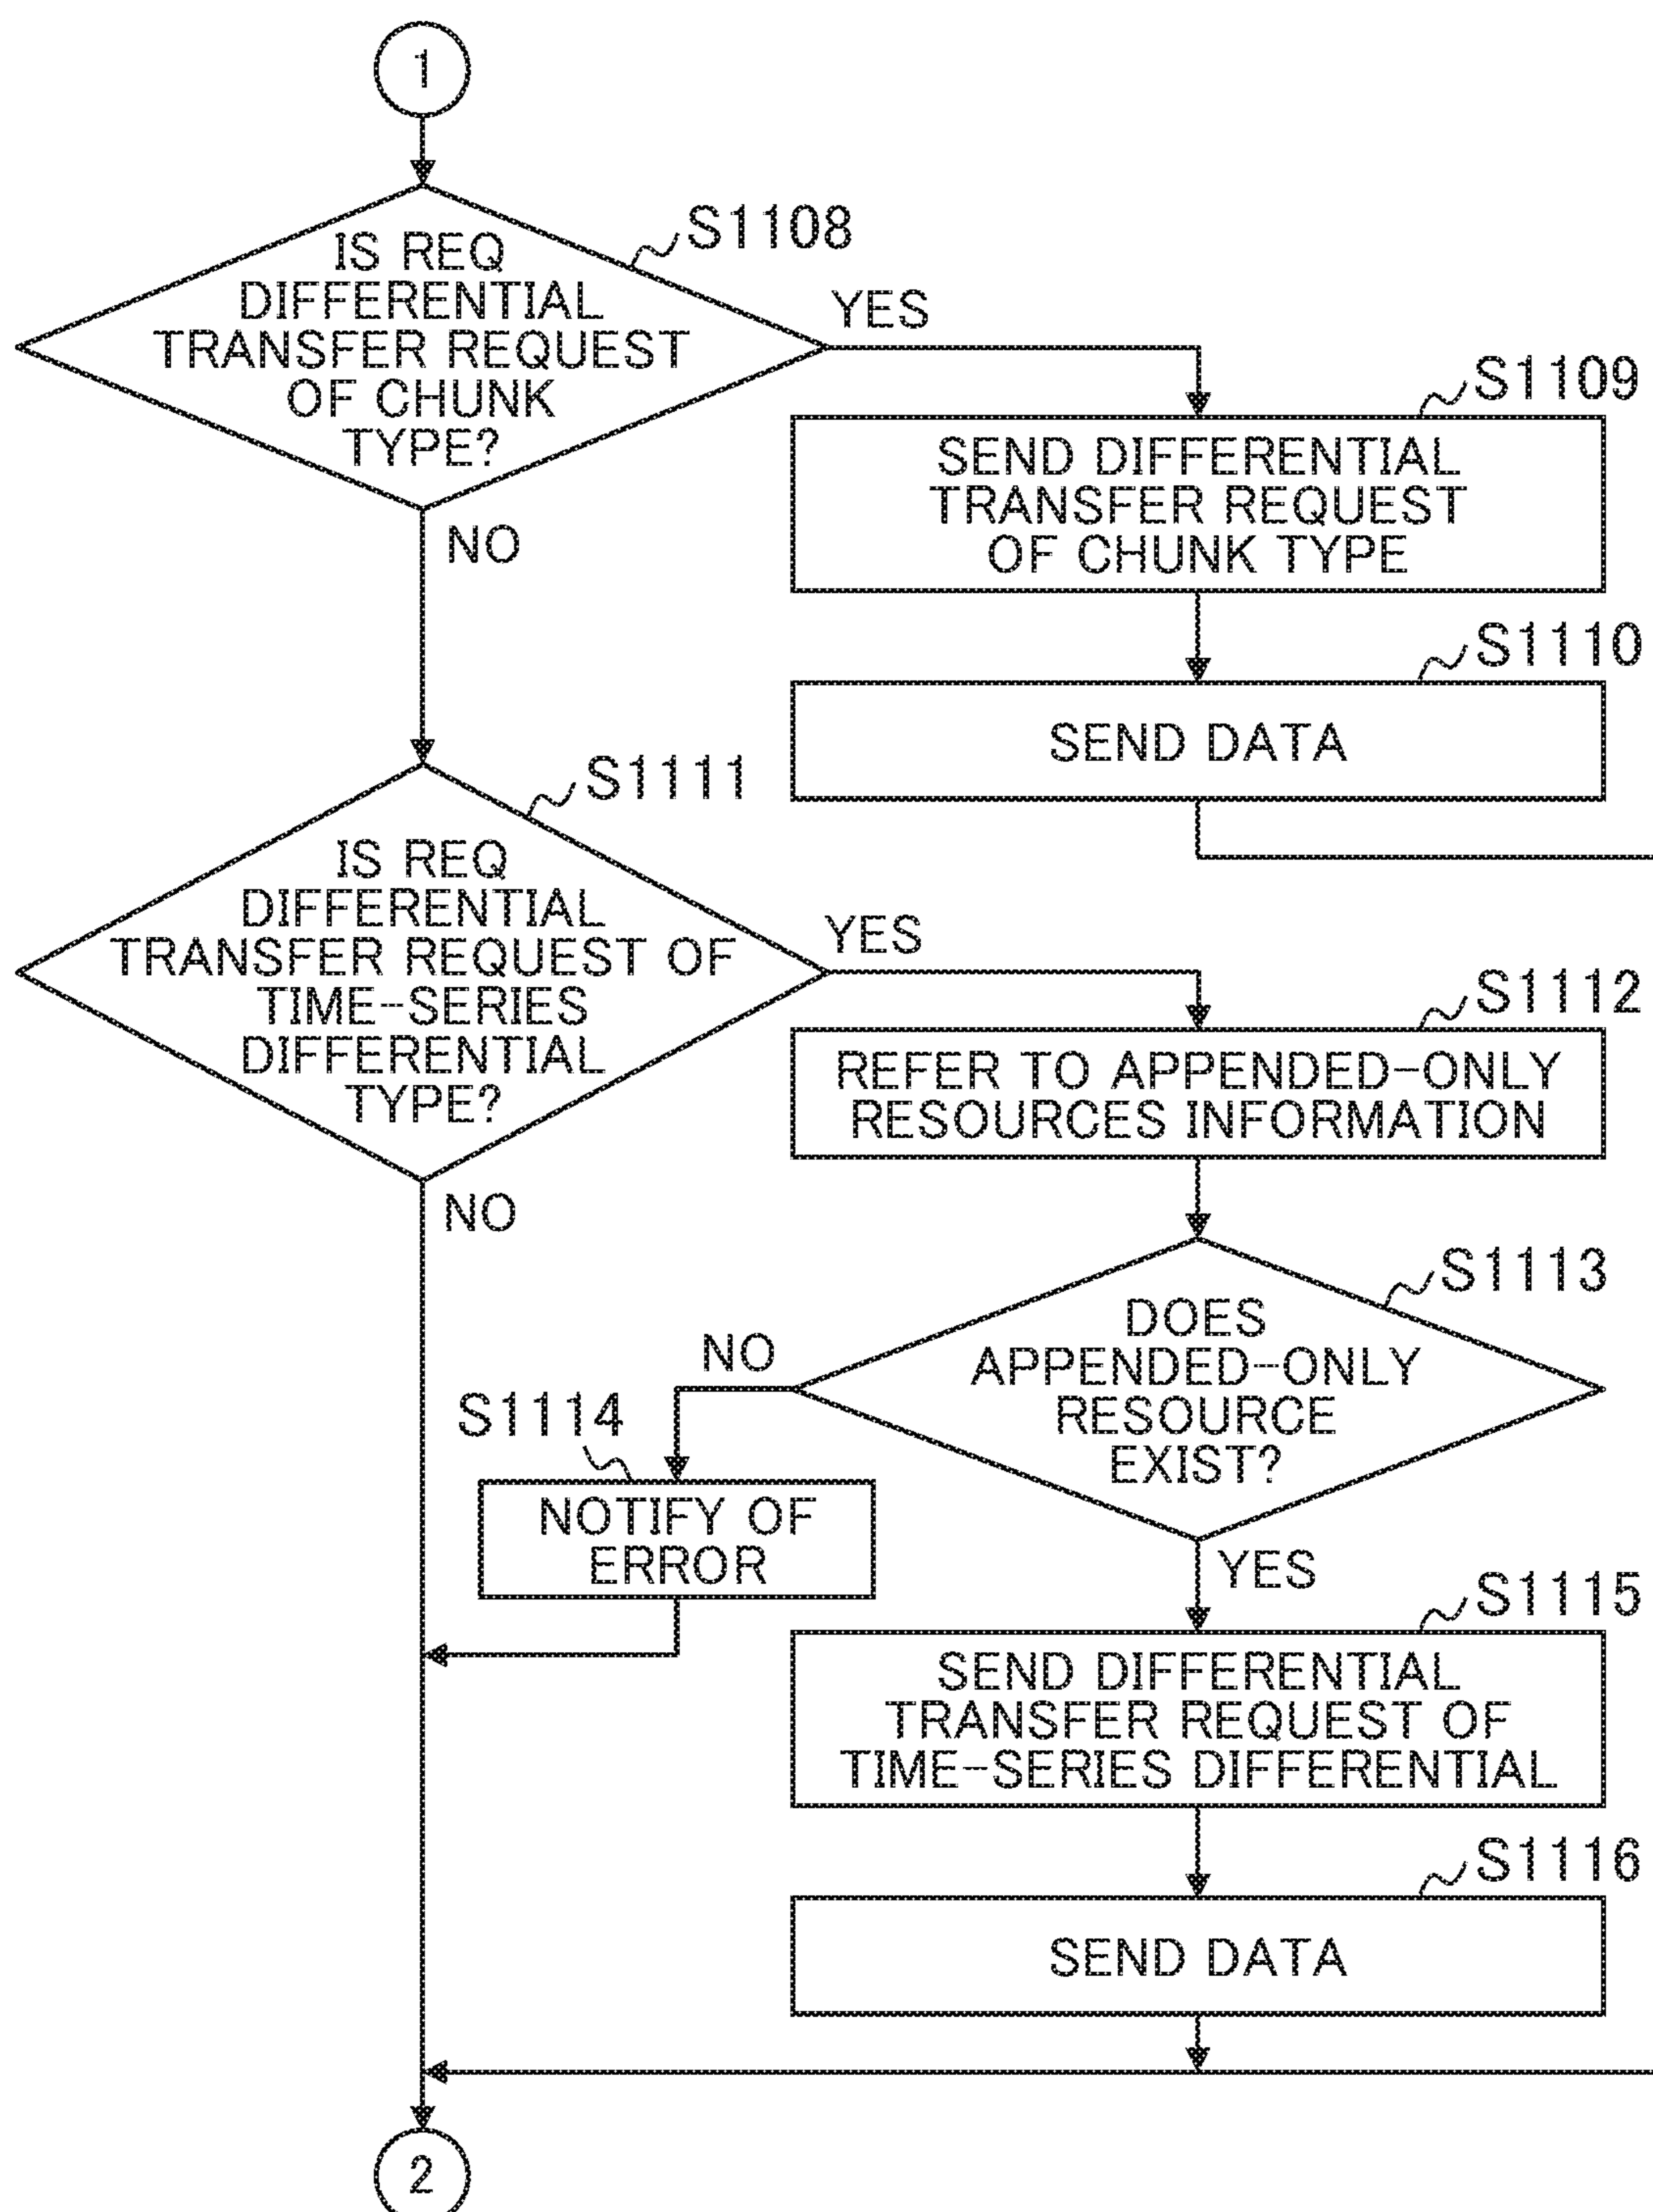 1
S1108
IS REQ
DIFFERENTIAL
TRANSFER REQUEST
OF CHUNK
TYPE?
YES
NO
S1109
SEND DIFFERENTIAL
TRANSFER REQUEST
OF CHUNK TYPE
S1110
SEND DATA
S1111
IS REQ
DIFFERENTIAL
TRANSFER REQUEST OF
TIME-SERIES
DIFFERENTIAL
TYPE?
YES
NO
S1112
REFER TO APPENDED-ONLY
RESOURCES INFORMATION
S1113
DOES
APPENDED-ONLY
RESOURCE
EXIST?
NO
YES
S1114
NOTIFY OF
ERROR
S1115
SEND DIFFERENTIAL
TRANSFER REQUEST OF
TIME-SERIES DIFFERENTIAL
S1116
SEND DATA
2